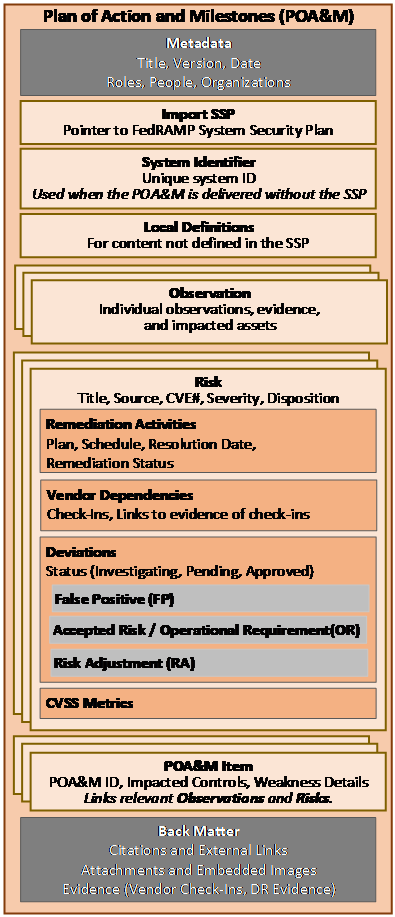 Plan of Action and Milestones (POA&M)
Metadata
Title, Version, Date
Roles, People, Organizations
Import SSP
Pointer to FedRAMP System Security Plan
System Identifier
Unique system ID
Used when the POA&M is delivered without the SSP
Local Definitions
For content not defined in the SSP
Observation
Individual observations, evidence,
and impacted assets
Risk
Title, Source, CVE#, Severity, Disposition
Remediation Activities
Plan, Schedule, Resolution Date,
Remediation Status
Vendor Dependencies
Check-Ins, Links to evidence of check-ins
Deviations
Status (Investigating, Pending, Approved)
False Positive (FP)
Accepted Risk / Operational Requirement(OR)
Risk Adjustment (RA)
CVSS Metrics
POA&M Item
POA&M ID, Impacted Controls, Weakness Details
Links relevant Observations and Risks.
Back Matter
Citations and External Links
Attachments and Embedded Images
Evidence (Vendor Check-Ins, DR Evidence)